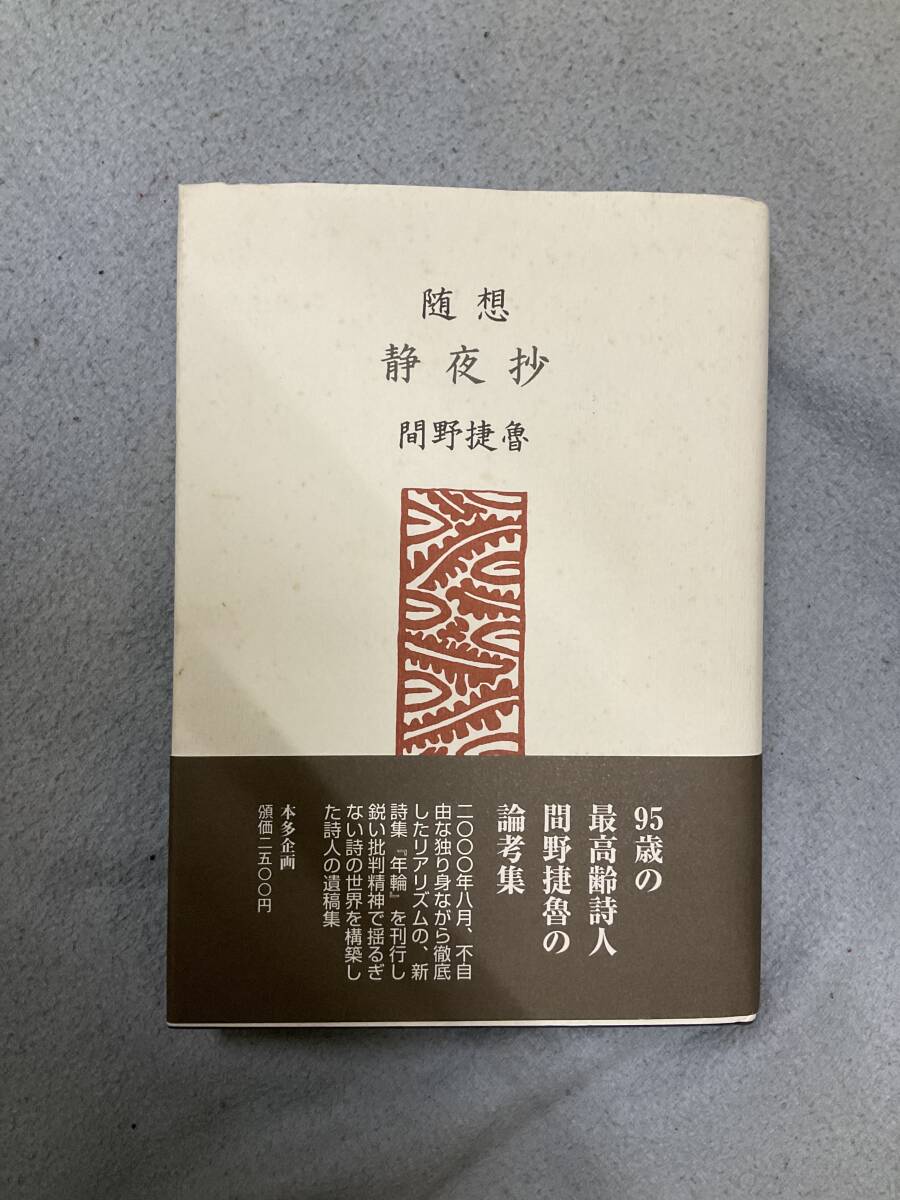 随想
静夜抄
間野捷魯
95歳の
最高齢詩人
間野捷魯の
論考集
二〇〇〇年八月、不自
由な独り身ながら徹底
したリアリズムの、新
詩集『年輪』を刊行し
鋭い批判精神で揺るぎ
ない詩の世界を構築し
た詩人の遺稿集
本多企画
頒価二五〇〇円